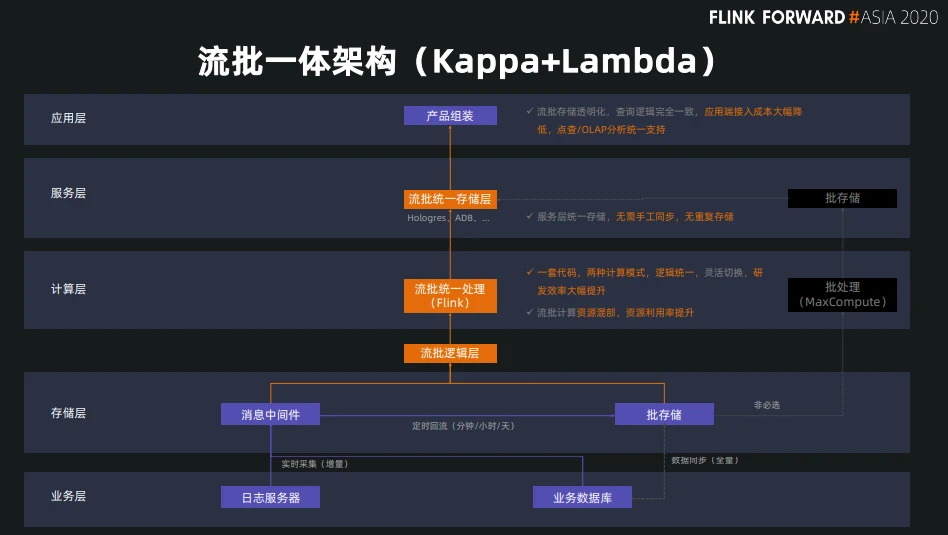 FLINK FORWARD #ASIA 2020
流批一体架构（Kappa+Lambda）
应用层
产品组装
✓ 流批存储透明化，查询逻辑完全一致，应用端接入成本大幅降
低，点查/OLAP分析统一支持
服务层
流批统一存储层
Hologres、ADB、...
✓ 服务层统一存储，无需手工同步，无重复存储
批存储
计算层
流批统一处理
（Flink）
✓ 一套代码，两种计算模式，逻辑统一，灵活切换，研
发效率大幅提升
✓ 流批计算资源混部，资源利用率提升
批处理
（MaxCompute）
流批逻辑层
存储层
消息中间件
定时回流（分钟/小时/天）
批存储
非必选
实时采集（增量）
数据同步（全量）
业务层
日志服务器
业务数据库